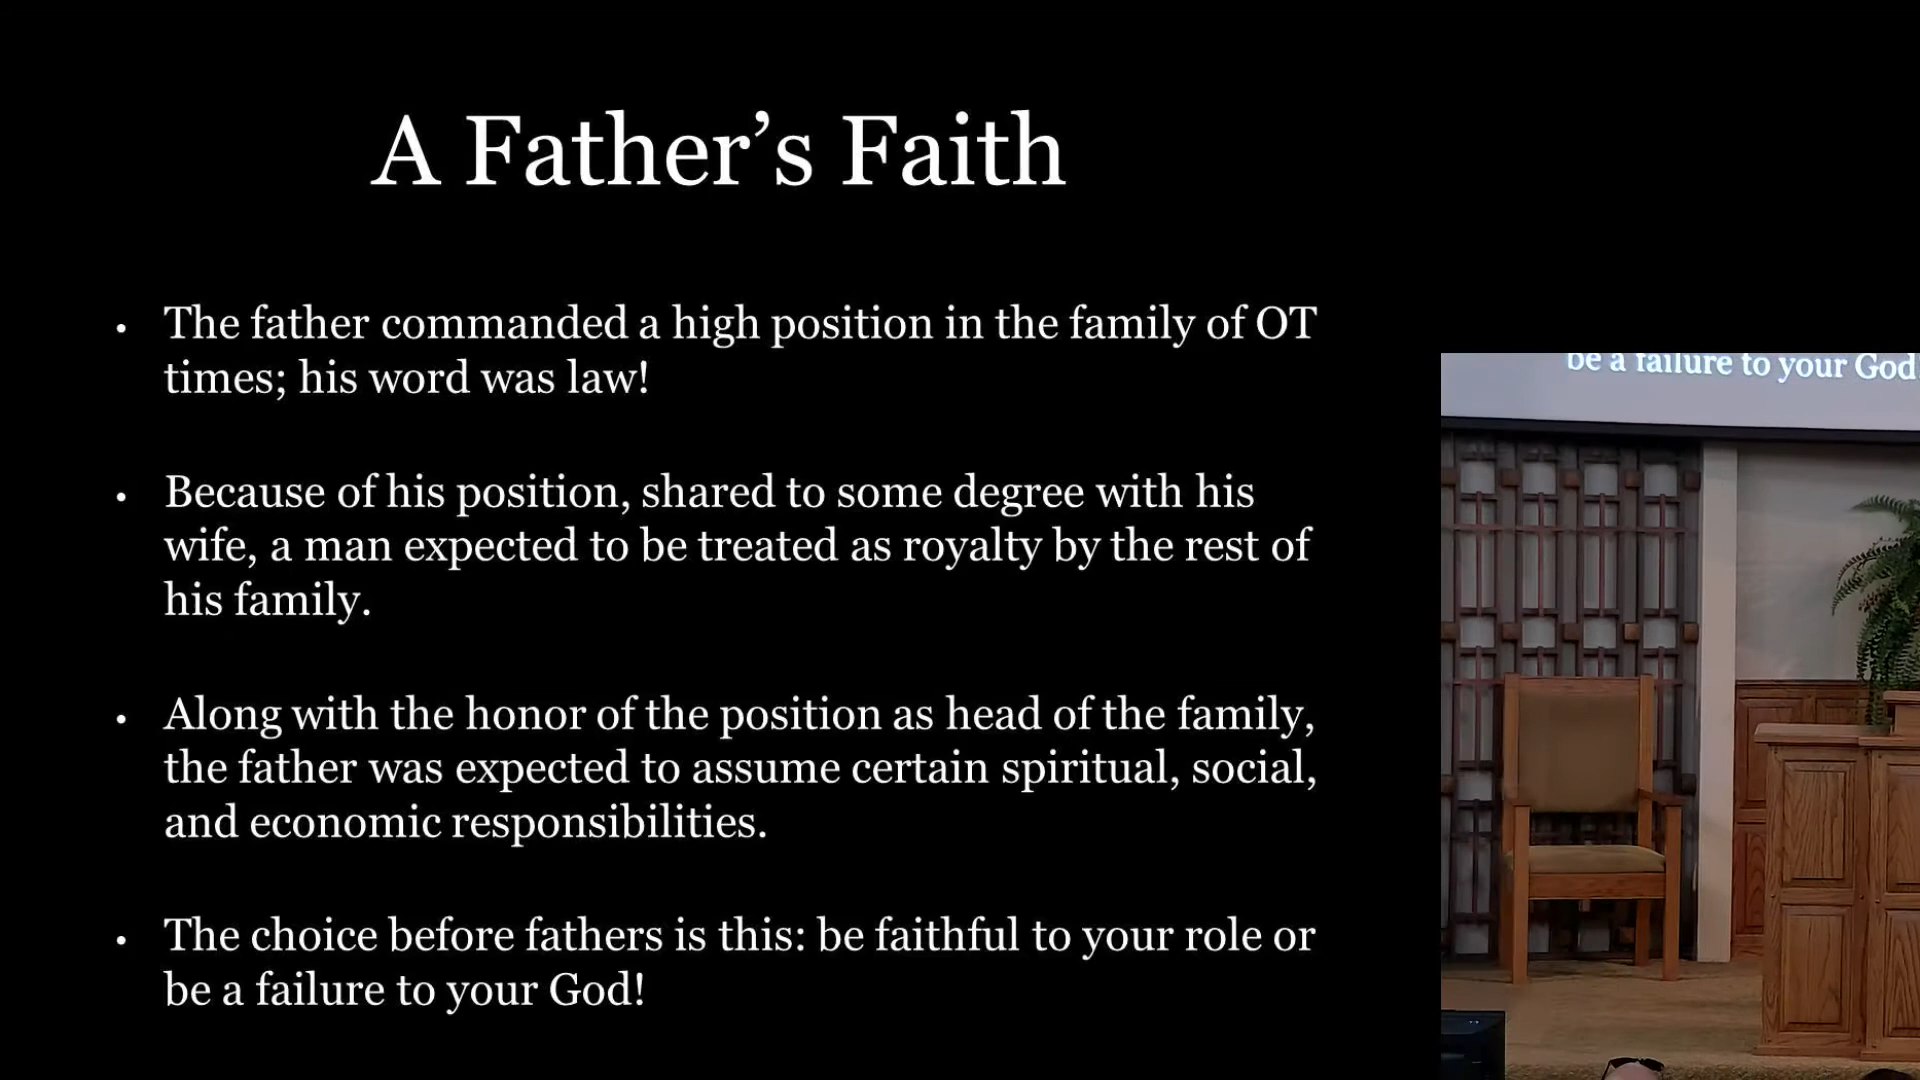 A Father’s Faith
• The father commanded a high position in the family of OT
times; his word was law!
• Because of his position, shared to some degree with his
wife, a man expected to be treated as royalty by the rest of
his family.
• Along with the honor of the position as head of the family,
the father was expected to assume certain spiritual, social,
and economic responsibilities.
• The choice before fathers is this: be faithful to your role or
be a failure to your God!
be a failure to your God